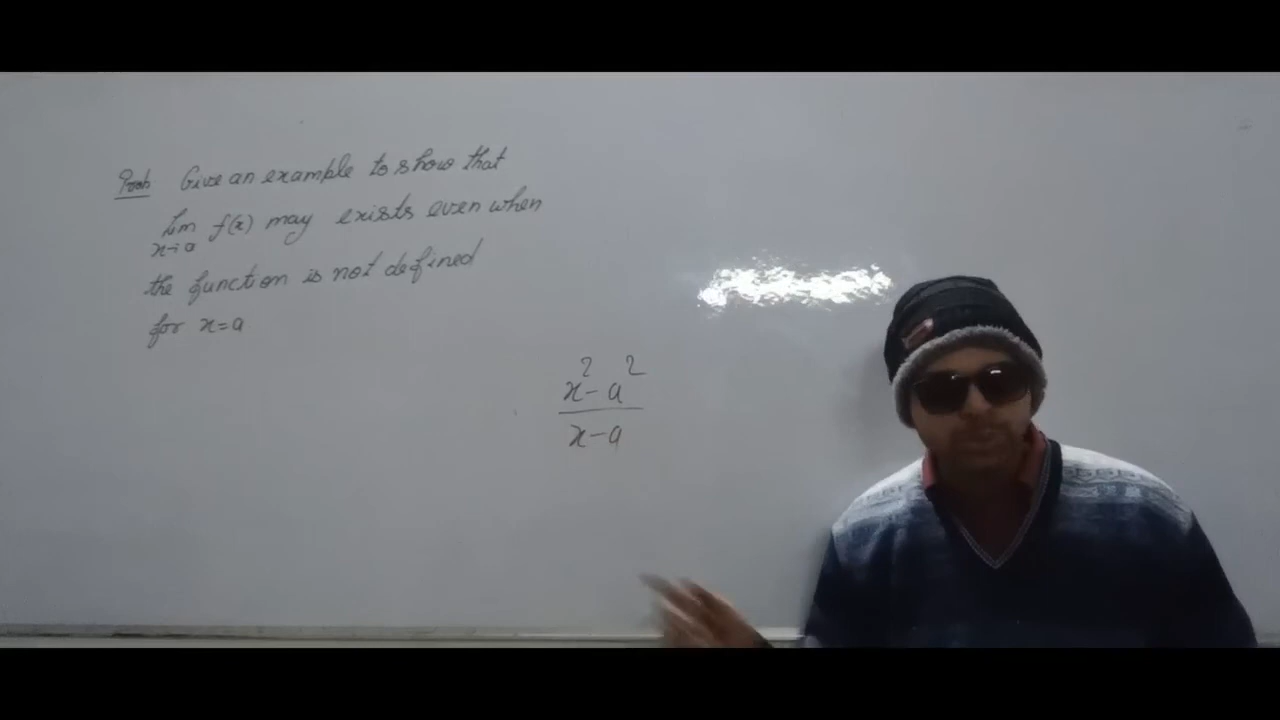 Prob Give an example to show that
Lim f(x) may exists even when
x→a
the function is not defined
for x=a
x²-a²
x-a